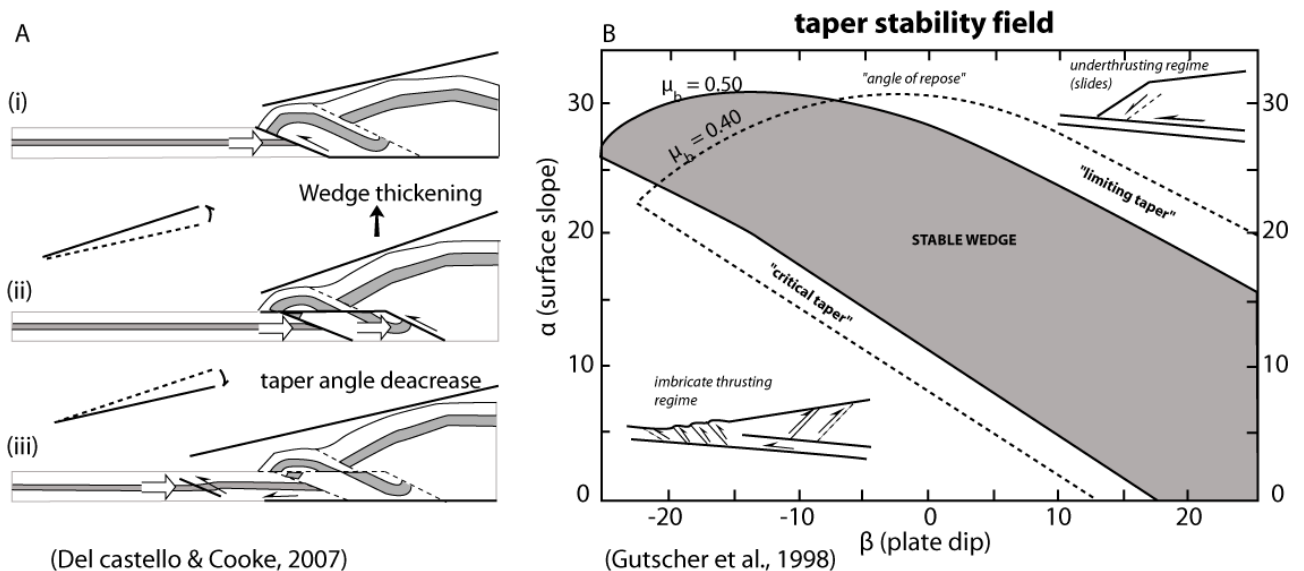 A
(i)
Wedge thickening
(ii)
taper angle deacrease
(iii)
(Del castello & Cooke, 2007)
B
taper stability field
μb = 0.50
μb = 0.40
"angle of repose"
underthrusting regime
(slides)
"limiting taper"
STABLE WEDGE
"critical taper"
imbricate thrusting
regime
α (surface slope)
30
20
10
0
30
20
10
0
-20
-10
0
10
20
β (plate dip)
(Gutscher et al., 1998)